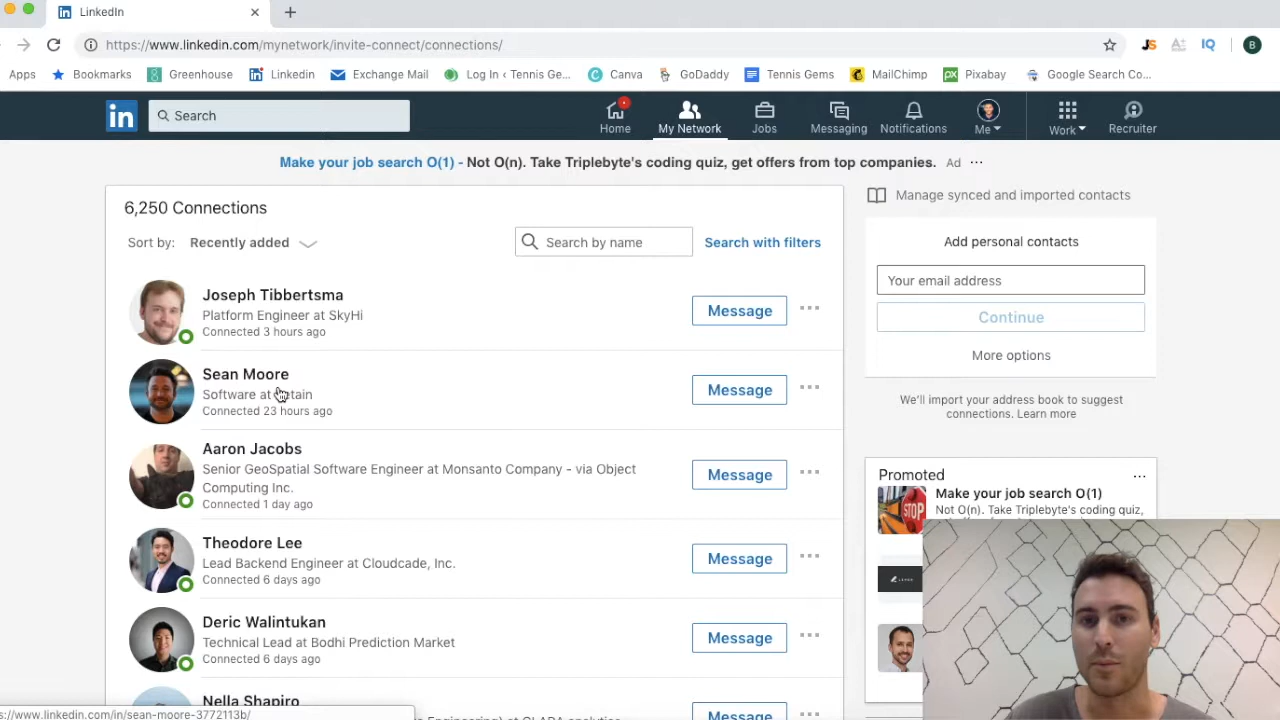 LinkedIn
https://www.linkedin.com/mynetwork/invite-connect/connections/
JS
IQ
B
Apps
Bookmarks
Greenhouse
Linkedin
Exchange Mail
Log In ‹ Tennis Ge...
Canva
GoDaddy
Tennis Gems
MailChimp
px
Pixabay
Google Search Co...
in
Search
Home
My Network
Jobs
Messaging
Notifications
Me
Work
Recruiter
Make your job search O(1) - Not O(n). Take Triplebyte's coding quiz, get offers from top companies. Ad ...
6,250 Connections
Sort by: Recently added
Search by name
Search with filters
Joseph Tibbertsma
Platform Engineer at SkyHi
Connected 3 hours ago
Message
Sean Moore
Software at
Connected 23 hours ago
Message
Aaron Jacobs
Senior GeoSpatial Software Engineer at Monsanto Company - via Object
Computing Inc.
Connected 1 day ago
Message
Theodore Lee
Lead Backend Engineer at Cloudcade, Inc.
Connected 6 days ago
Message
Deric Walintukan
Technical Lead at Bodhi Prediction Market
Connected 6 days ago
Message
Nella Shapiro
Message
Manage synced and imported contacts
Add personal contacts
Your email address
Continue
More options
We'll import your address book to suggest
connections. Learn more
Promoted
Make your job search O(1)
Not O(n). Take Triplebyte's coding quiz,
STOP
s://www.linkedin.com/in/sean-moore-3772113b/